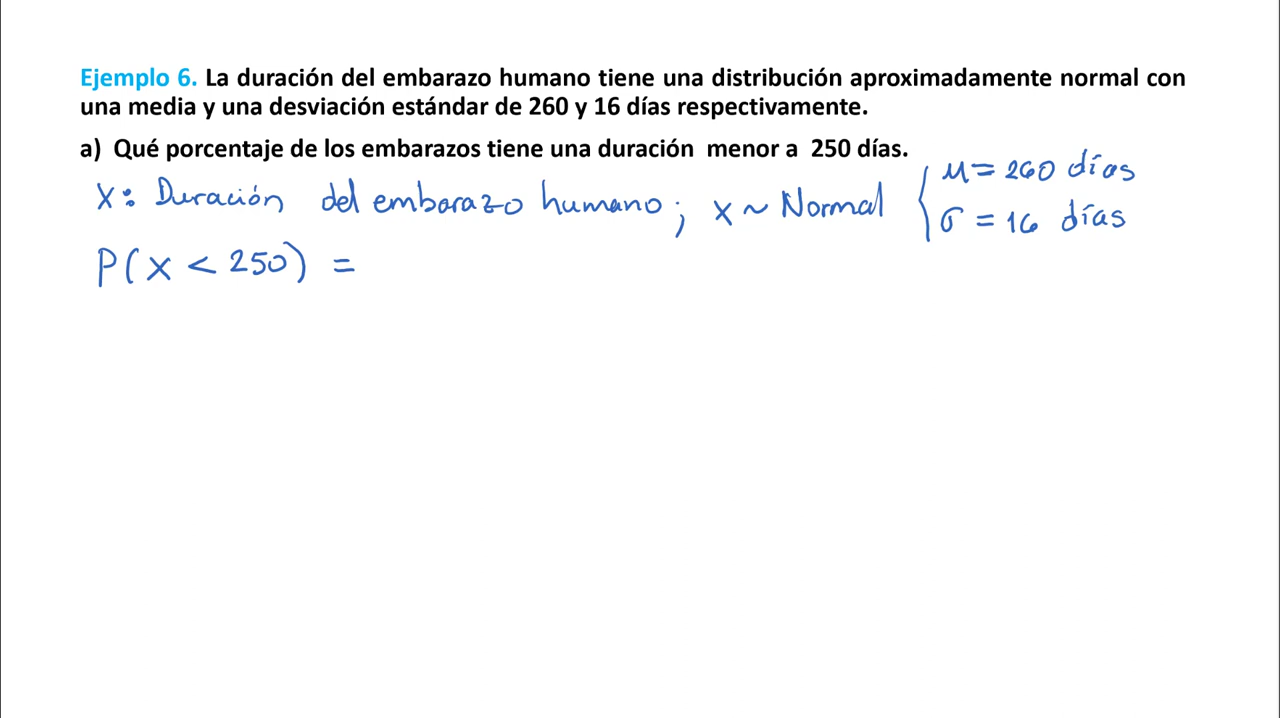 Ejemplo 6. La duración del embarazo humano tiene una distribución aproximadamente normal con
una media y una desviación estándar de 260 y 16 días respectivamente.
a) Qué porcentaje de los embarazos tiene una duración menor a 250 días.
x: Duración del embarazo humano; x ~ Normal { μ = 260 días
σ = 16 días
P(x < 250) =